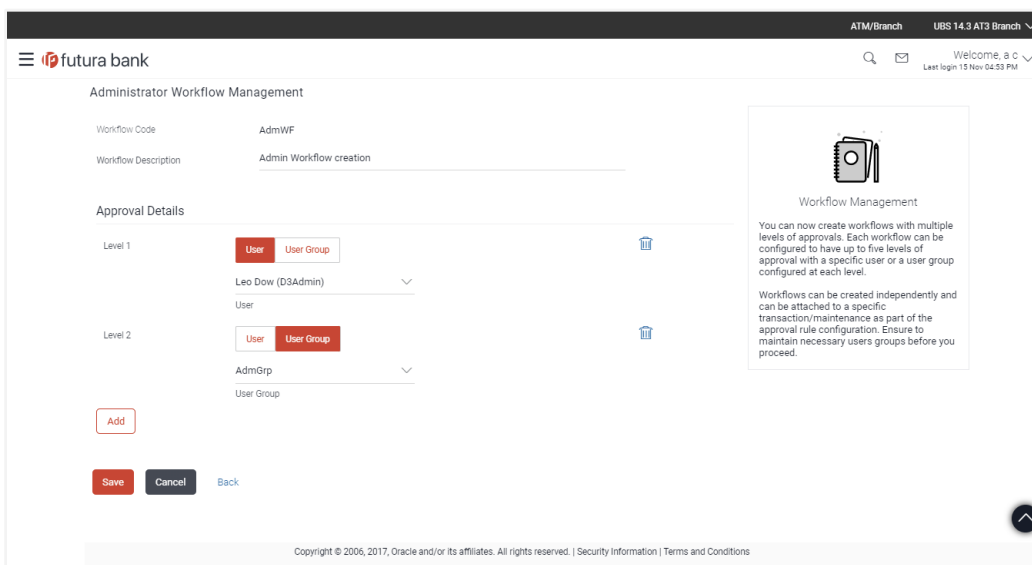 ATM/Branch UBS 14.3 AT3 Branch
futura bank
Welcome, a c
Last login 15 Nov 04:53 PM
Administrator Workflow Management
Workflow Code AdmWF
Workflow Description Admin Workflow creation
Approval Details
Level 1 User User Group
Leo Dow (D3Admin)
User
Level 2 User User Group
AdmGrp
User Group
Add
Save Cancel Back
Workflow Management
You can now create workflows with multiple
levels of approvals. Each workflow can be
configured to have up to five levels of
approval with a specific user or a user group
configured at each level.
Workflows can be created independently and
can be attached to a specific
transaction/maintenance as part of the
approval rule configuration. Ensure to
maintain necessary users groups before you
proceed.
Copyright © 2006, 2017, Oracle and/or its affiliates. All rights reserved. | Security Information | Terms and Conditions